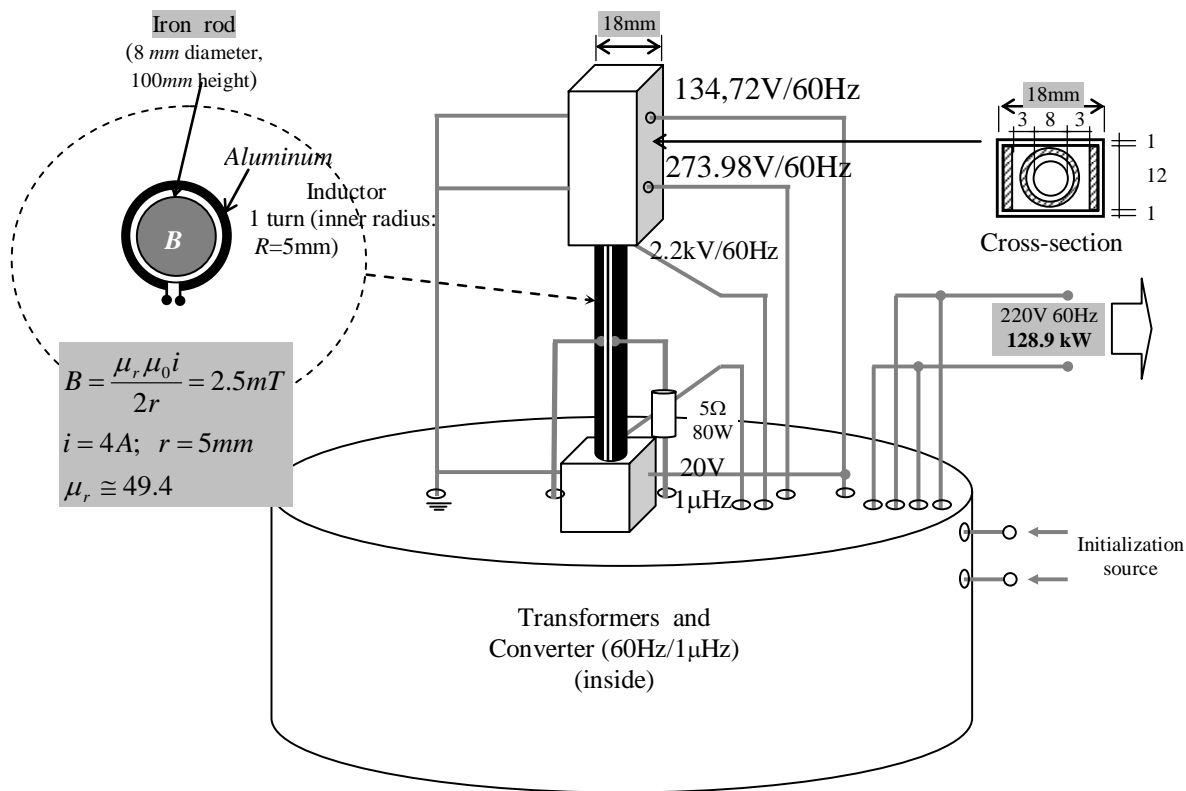 Iron rod
(8 mm diameter,
100mm height)
Aluminum
Inductor
1 turn (inner radius:
R=5mm)
B
B = μrμ0i / 2r = 2.5mT
i = 4A; r = 5mm
μr ≅ 49.4
18mm
134,72V/60Hz
273.98V/60Hz
2.2kV/60Hz
5Ω
80W
20V
1μHz
18mm
3 8 3
1
12
1
Cross-section
220V 60Hz
128.9 kW
Initialization
source
Transformers and
Converter (60Hz/1μHz)
(inside)